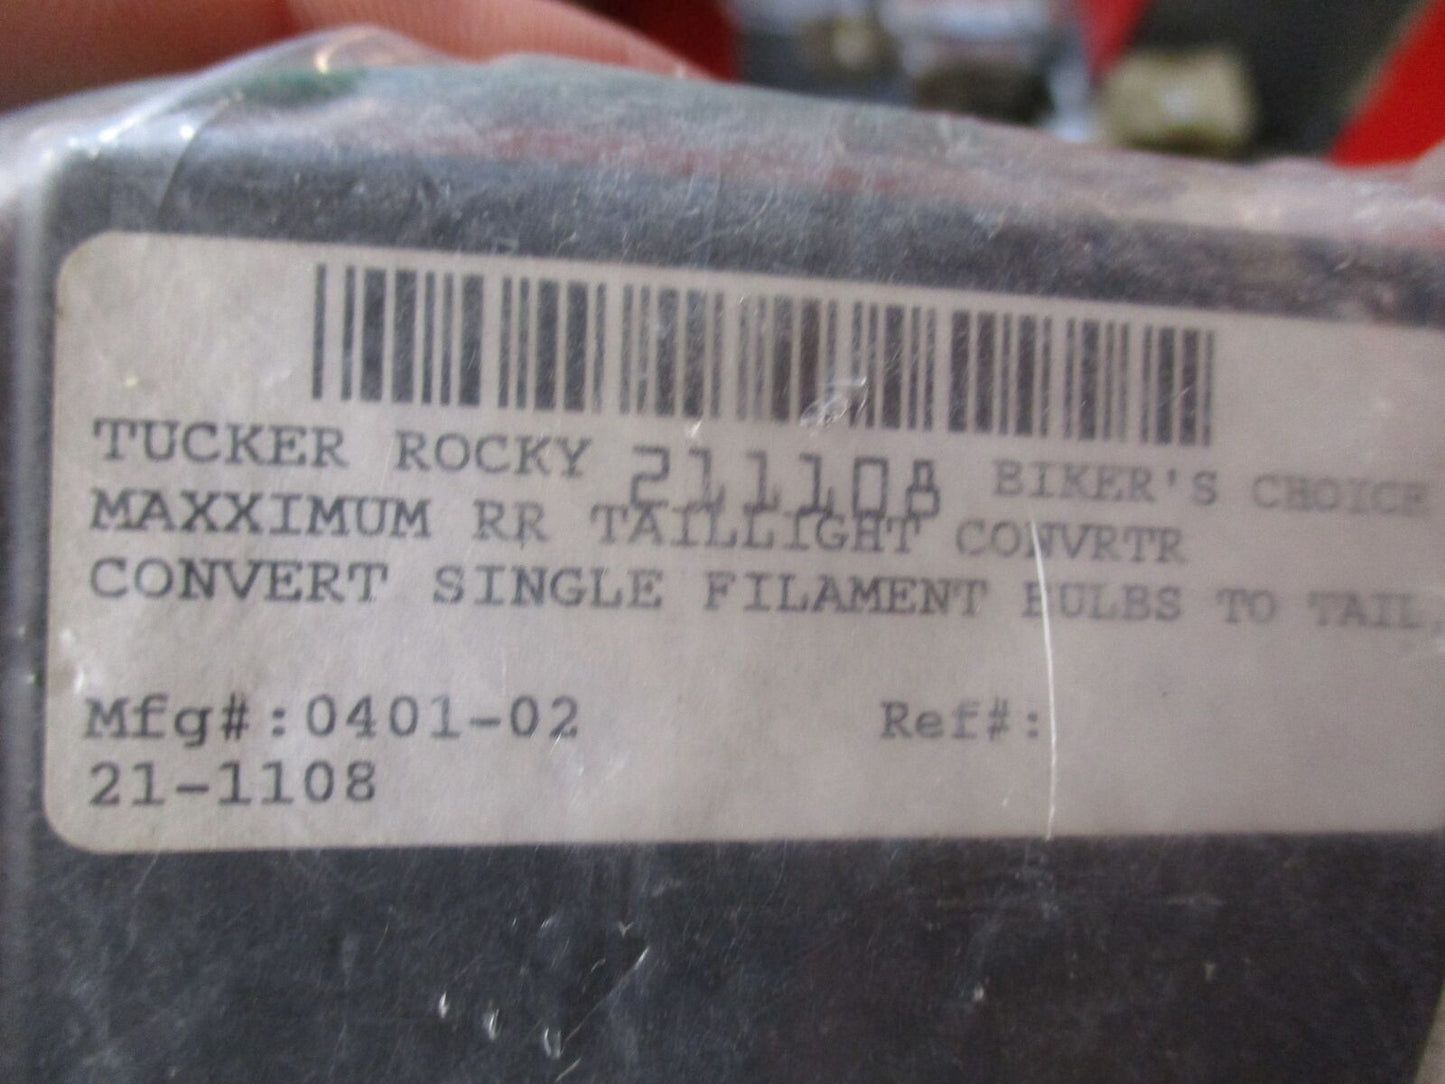 TUCKER ROCKY 211108 BIKER'S CHOICE
MAXXIMUM RR TAILLIGHT CONVRTR
CONVERT SINGLE FILAMENT BULBS TO TAIL,
Mfg#:0401-02 Ref#:
21-1108